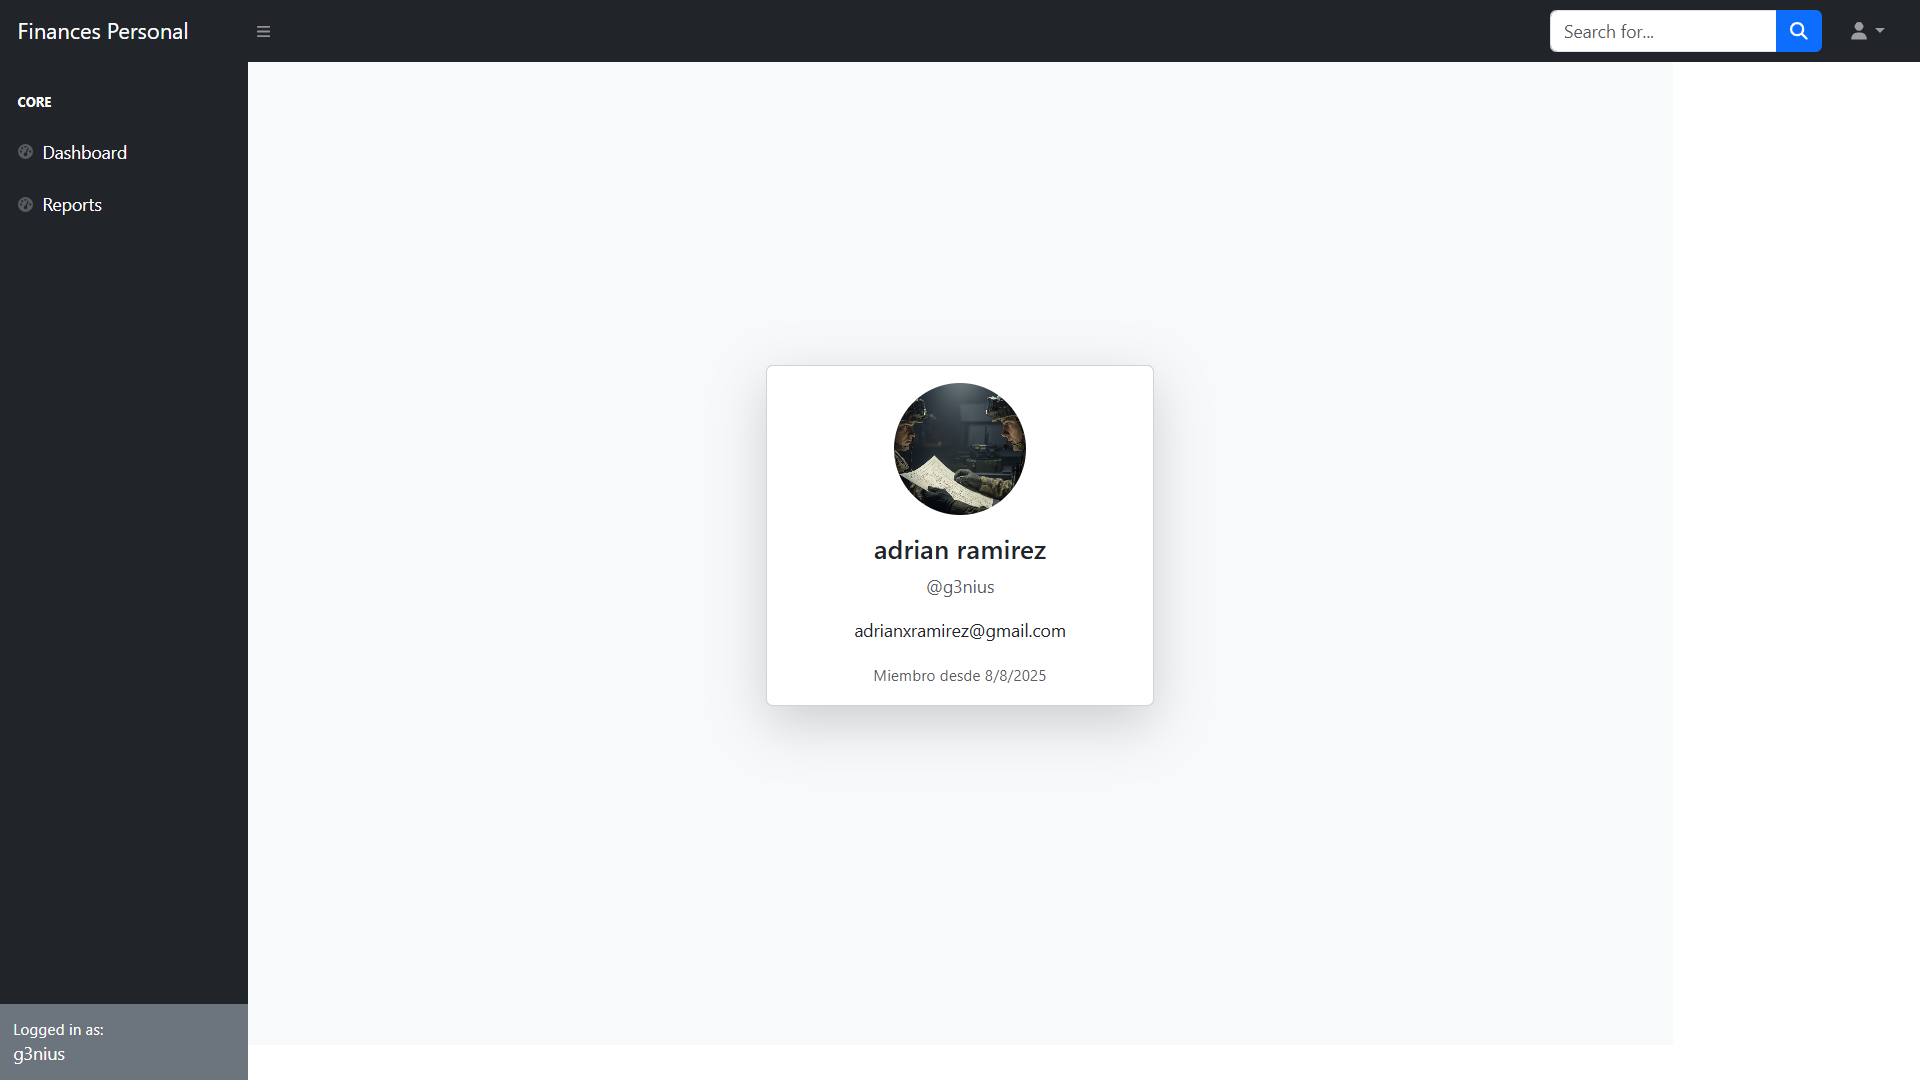 Finances Personal
Search for...
CORE
Dashboard
Reports
adrian ramirez
@g3nius
adrianxramirez@gmail.com
Miembro desde 8/8/2025
Logged in as:
g3nius